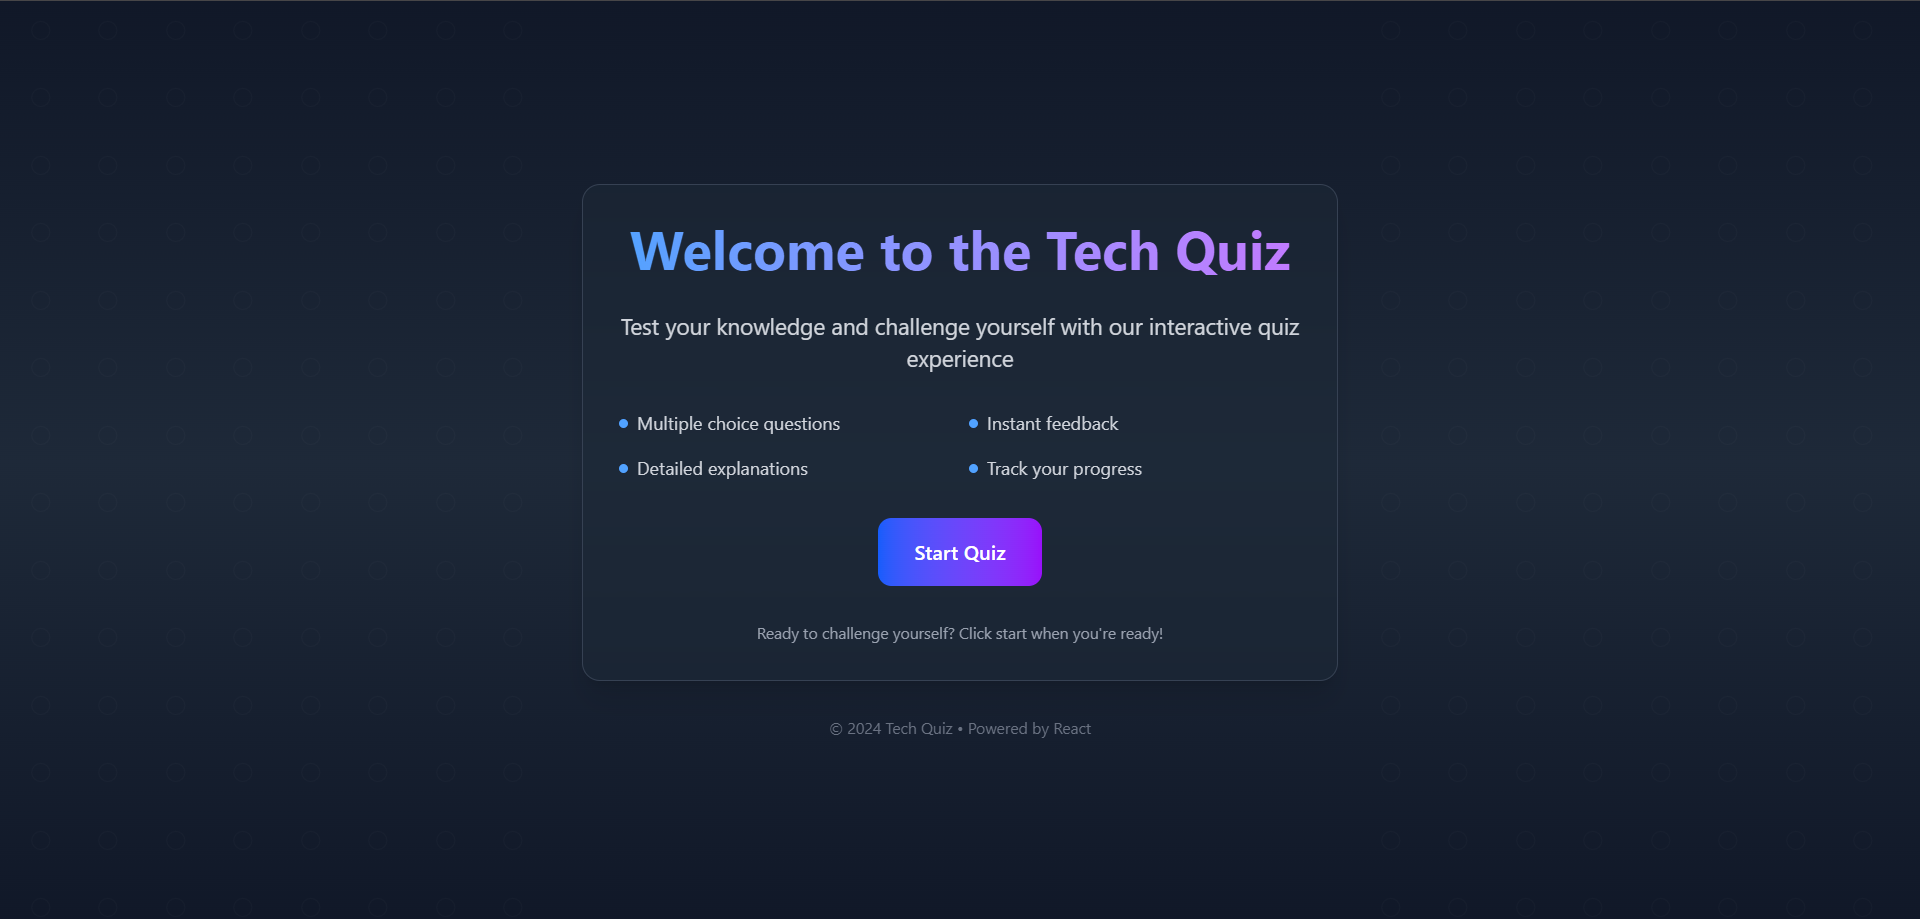 Welcome to the Tech Quiz
Test your knowledge and challenge yourself with our interactive quiz
experience
Multiple choice questions
Instant feedback
Detailed explanations
Track your progress
Start Quiz
Ready to challenge yourself? Click start when you're ready!
© 2024 Tech Quiz • Powered by React